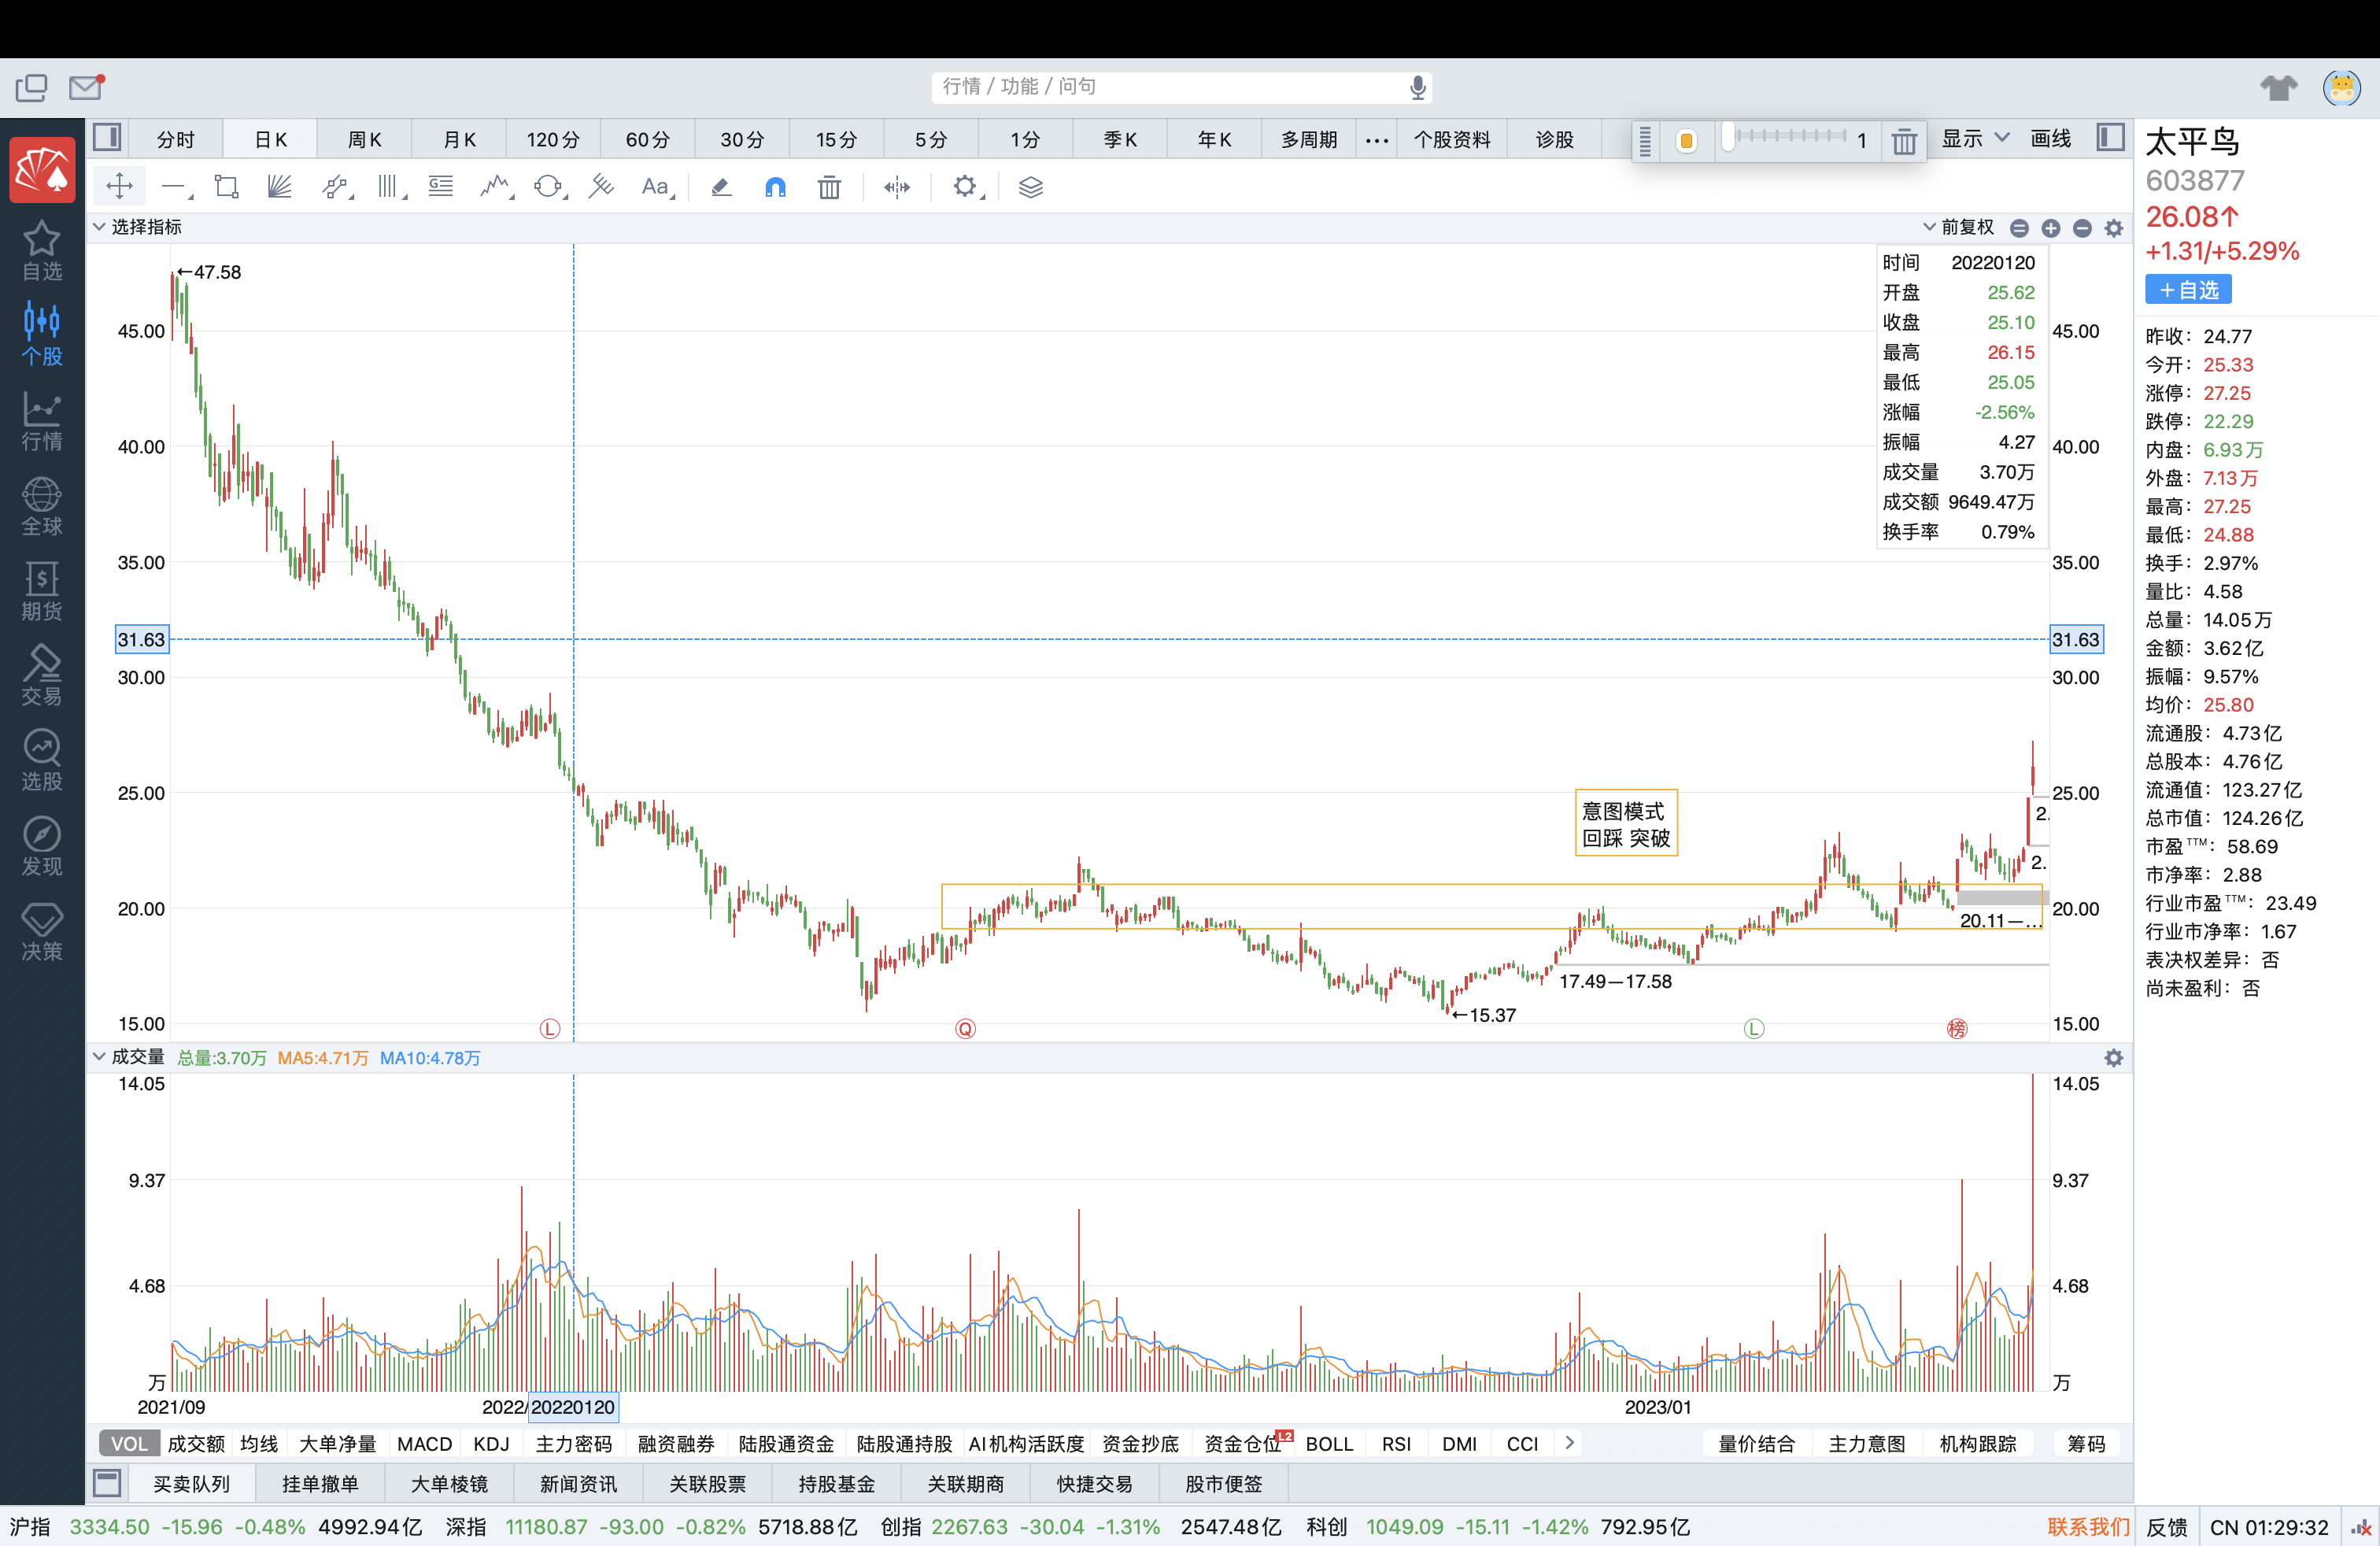 行情 / 功能 / 问句
分时 日K 周K 月K 120分 60分 30分 15分 5分 1分 季K 年K 多周期 ••• 个股资料 诊股 1 显示 画线
Aa
选择指标 前复权
自选
个股
行情
全球
期货
交易
选股
发现
决策
太平鸟
603877
26.08↑
+1.31/+5.29%
＋自选
昨收： 24.77
今开： 25.33
涨停： 27.25
跌停： 22.29
内盘： 6.93万
外盘： 7.13万
最高： 27.25
最低： 24.88
换手： 2.97%
量比： 4.58
总量： 14.05万
金额： 3.62亿
振幅： 9.57%
均价： 25.80
流通股： 4.73亿
总股本： 4.76亿
流通值： 123.27亿
总市值： 124.26亿
市盈TTM： 58.69
市净率： 2.88
行业市盈TTM： 23.49
行业市净率： 1.67
表决权差异： 否
尚未盈利： 否
时间 20220120
开盘 25.62
收盘 25.10
最高 26.15
最低 25.05
涨幅 -2.56%
振幅 4.27
成交量 3.70万
成交额 9649.47万
换手率 0.79%
←47.58
45.00 45.00
40.00 40.00
35.00 35.00
31.63 31.63
30.00 30.00
25.00 25.00
意图模式
回踩 突破
2.
2.
20.00 20.00
20.11—...
17.49—17.58
←15.37
15.00 15.00
L Q L 榜
成交量 总量:3.70万 MA5:4.71万 MA10:4.78万
14.05 14.05
9.37 9.37
4.68 4.68
万 万
2021/09 2022/ 20220120 2023/01
VOL 成交额 均线 大单净量 MACD KDJ 主力密码 融资融券 陆股通资金 陆股通持股 AI机构活跃度 资金抄底 资金仓位 L2 BOLL RSI DMI CCI 量价结合 主力意图 机构跟踪 筹码
买卖队列 挂单撤单 大单棱镜 新闻资讯 关联股票 持股基金 关联期商 快捷交易 股市便签
沪指 3334.50 -15.96 -0.48% 4992.94亿 深指 11180.87 -93.00 -0.82% 5718.88亿 创指 2267.63 -30.04 -1.31% 2547.48亿 科创 1049.09 -15.11 -1.42% 792.95亿 联系我们 反馈 CN 01:29:32